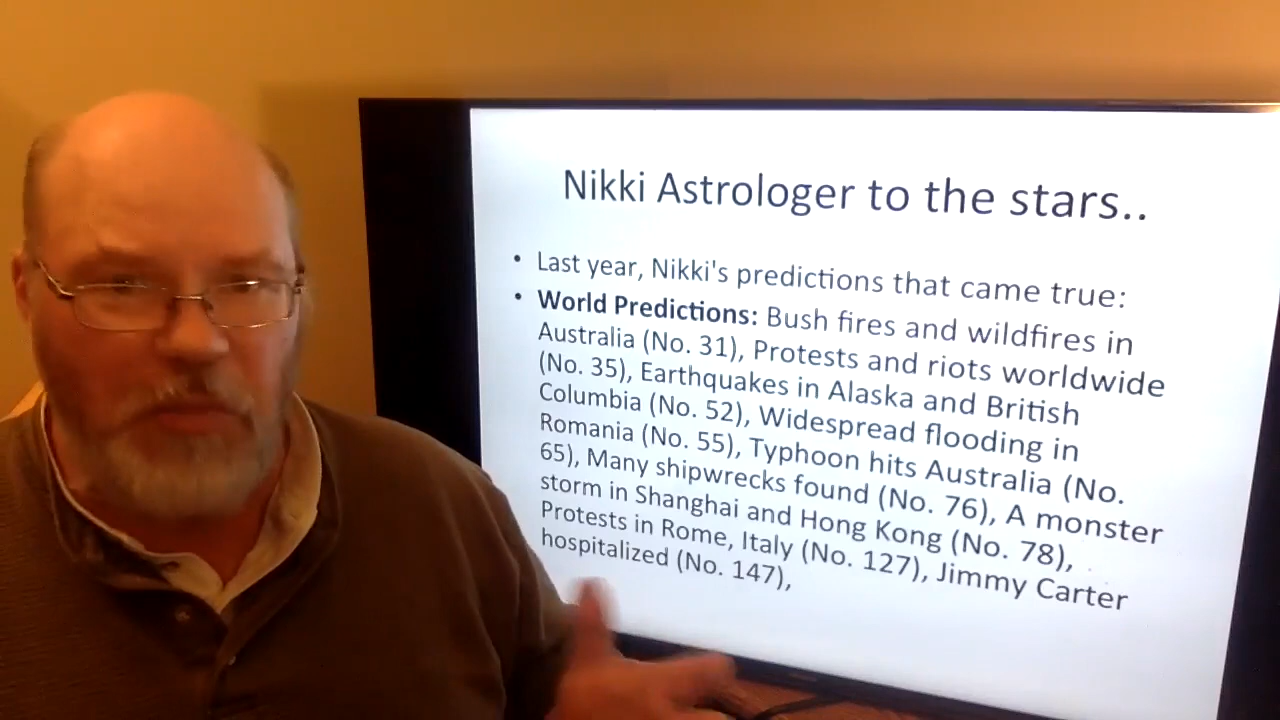 Nikki Astrologer to the stars..
• Last year, Nikki's predictions that came true:
• World Predictions: Bush fires and wildfires in
Australia (No. 31), Protests and riots worldwide
(No. 35), Earthquakes in Alaska and British
Columbia (No. 52), Widespread flooding in
Romania (No. 55), Typhoon hits Australia (No.
65), Many shipwrecks found (No. 76), A monster
storm in Shanghai and Hong Kong (No. 78),
Protests in Rome, Italy (No. 127), Jimmy Carter
hospitalized (No. 147),